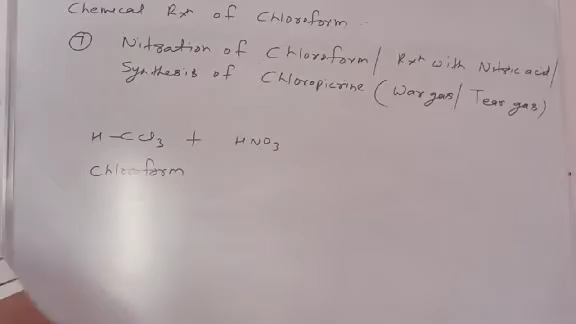 Chemical Rxn of Chloroform
⑦ Nitration of Chloroform / Rxn with Nitric acid /
Synthesis of Chloropicrine (War gas / Tear gas)
H-CCl3 + HNO3
Chloroform